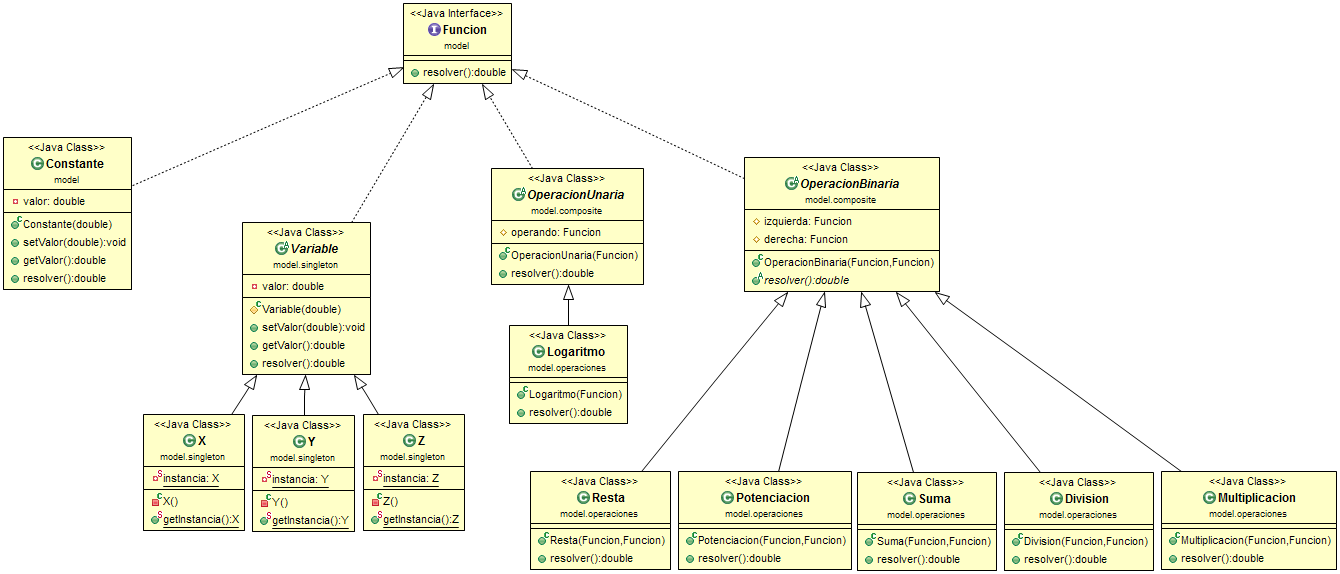 <<Java Interface>>
Funcion
model
resolver():double
<<Java Class>>
Constante
model
valor: double
Constante(double)
setValor(double):void
getValor():double
resolver():double
<<Java Class>>
Variable
model.singleton
valor: double
Variable(double)
setValor(double):void
getValor():double
resolver():double
<<Java Class>>
OperacionUnaria
model.composite
operando: Funcion
OperacionUnaria(Funcion)
resolver():double
<<Java Class>>
OperacionBinaria
model.composite
izquierda: Funcion
derecha: Funcion
OperacionBinaria(Funcion,Funcion)
resolver():double
<<Java Class>>
Logaritmo
model.operaciones
Logaritmo(Funcion)
resolver():double
<<Java Class>>
X
model.singleton
instancia: X
X()
getInstancia():X
<<Java Class>>
Y
model.singleton
instancia: Y
Y()
getInstancia():Y
<<Java Class>>
Z
model.singleton
instancia: Z
Z()
getInstancia():Z
<<Java Class>>
Resta
model.operaciones
Resta(Funcion,Funcion)
resolver():double
<<Java Class>>
Potenciacion
model.operaciones
Potenciacion(Funcion,Funcion)
resolver():double
<<Java Class>>
Suma
model.operaciones
Suma(Funcion,Funcion)
resolver():double
<<Java Class>>
Division
model.operaciones
Division(Funcion,Funcion)
resolver():double
<<Java Class>>
Multiplicacion
model.operaciones
Multiplicacion(Funcion,Funcion)
resolver():double